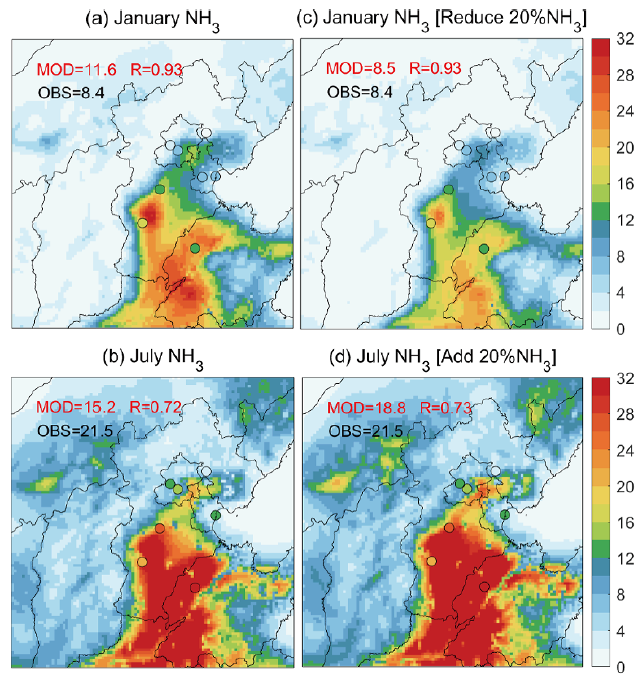 (a) January NH3
(c) January NH3 [Reduce 20%NH3]
MOD=11.6 R=0.93
OBS=8.4
MOD=8.5 R=0.93
OBS=8.4
32
28
24
20
16
12
8
4
0
(b) July NH3
(d) July NH3 [Add 20%NH3]
MOD=15.2 R=0.72
OBS=21.5
MOD=18.8 R=0.73
OBS=21.5
32
28
24
20
16
12
8
4
0